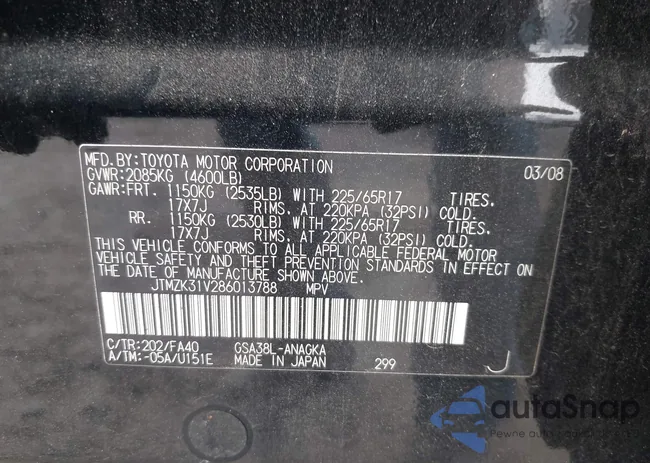 MFD.BY:TOYOTA MOTOR CORPORATION 03/08
GVWR:2085KG (4600LB)
GAWR:FRT. 1150KG (2535LB) WITH 225/65R17 TIRES.
17X7J RIMS. AT 220KPA (32PSI) COLD.
RR. 1150KG (2530LB) WITH 225/65R17 TIRES.
17X7J RIMS. AT 220KPA (32PSI) COLD.
THIS VEHICLE CONFORMS TO ALL APPLICABLE FEDERAL MOTOR
VEHICLE SAFETY AND THEFT PREVENTION STANDARDS IN EFFECT ON
THE DATE OF MANUFACTURE SHOWN ABOVE.
JTMZK31V286013788 MPV
C/TR:202/FA40 GSA38L-ANAGKA
A/TM:-05A/U151E MADE IN JAPAN 299 J
autaSnap
Pewne auto